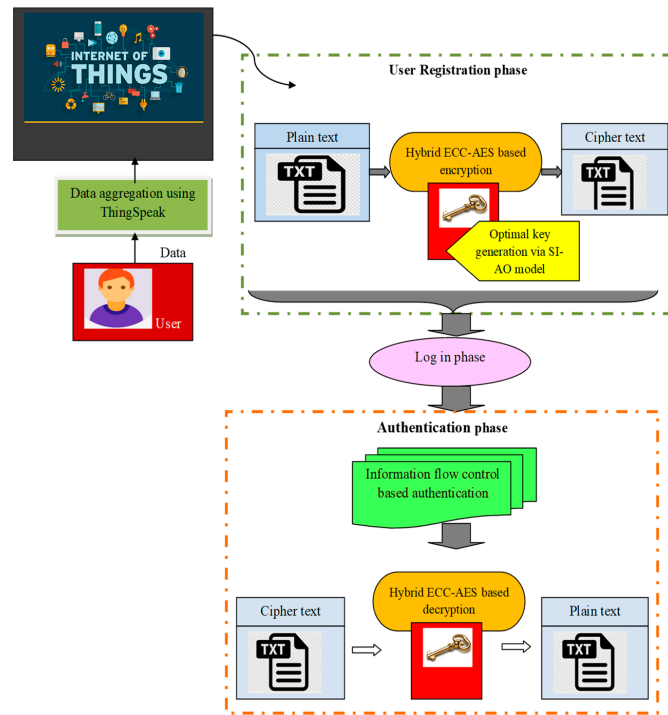 INTERNET OF
THINGS
Data aggregation using
ThingSpeak
Data
User
User Registration phase
Plain text
TXT
Hybrid ECC-AES based
encryption
Cipher text
TXT
Optimal key
generation via SI-
AO model
Log in phase
Authentication phase
Information flow control
based authentication
Cipher text
TXT
Hybrid ECC-AES based
decryption
Plain text
TXT